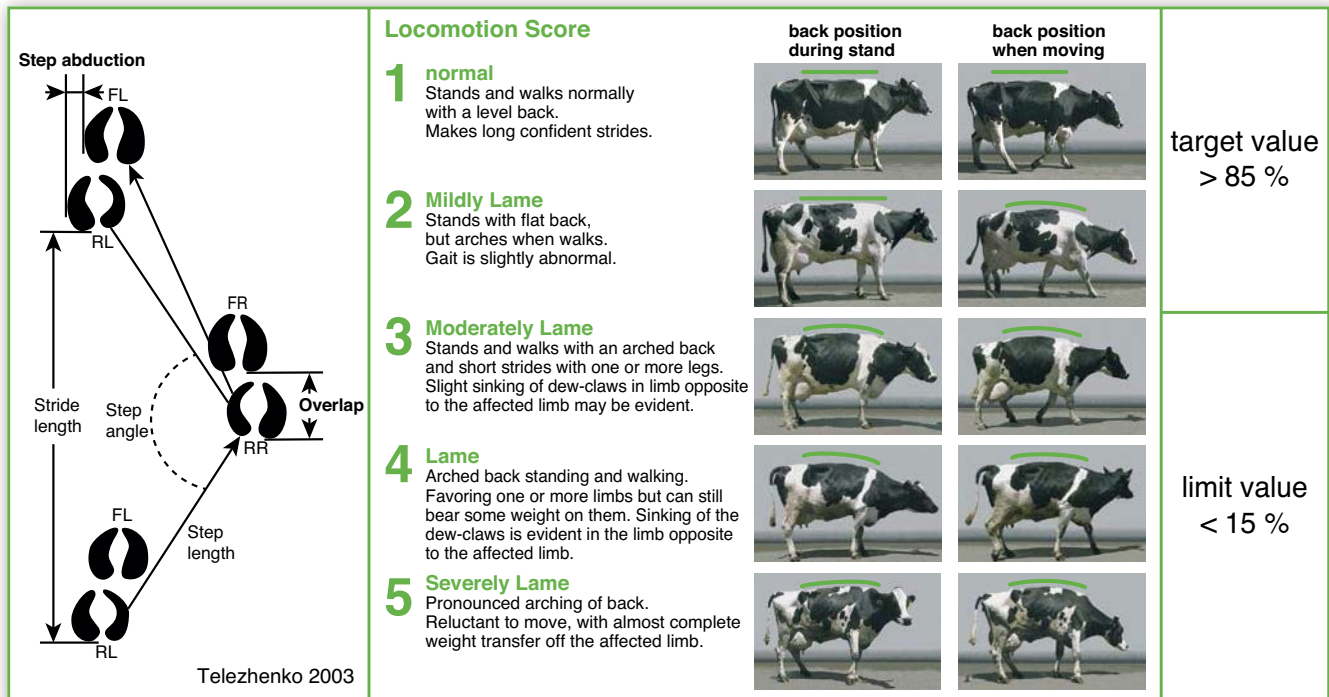 Step abduction
FL
RL
FR
Overlap
Stride
length
Step
angle
RR
FL
Step
length
RL
Telezhenko 2003
Locomotion Score
back position
during stand
back position
when moving
1 normal
Stands and walks normally
with a level back.
Makes long confident strides.
2 Mildly Lame
Stands with flat back,
but arches when walks.
Gait is slightly abnormal.
3 Moderately Lame
Stands and walks with an arched back
and short strides with one or more legs.
Slight sinking of dew-claws in limb opposite
to the affected limb may be evident.
4 Lame
Arched back standing and walking.
Favoring one or more limbs but can still
bear some weight on them. Sinking of the
dew-claws is evident in the limb opposite
to the affected limb.
5 Severely Lame
Pronounced arching of back.
Reluctant to move, with almost complete
weight transfer off the affected limb.
target value
> 85 %
limit value
< 15 %